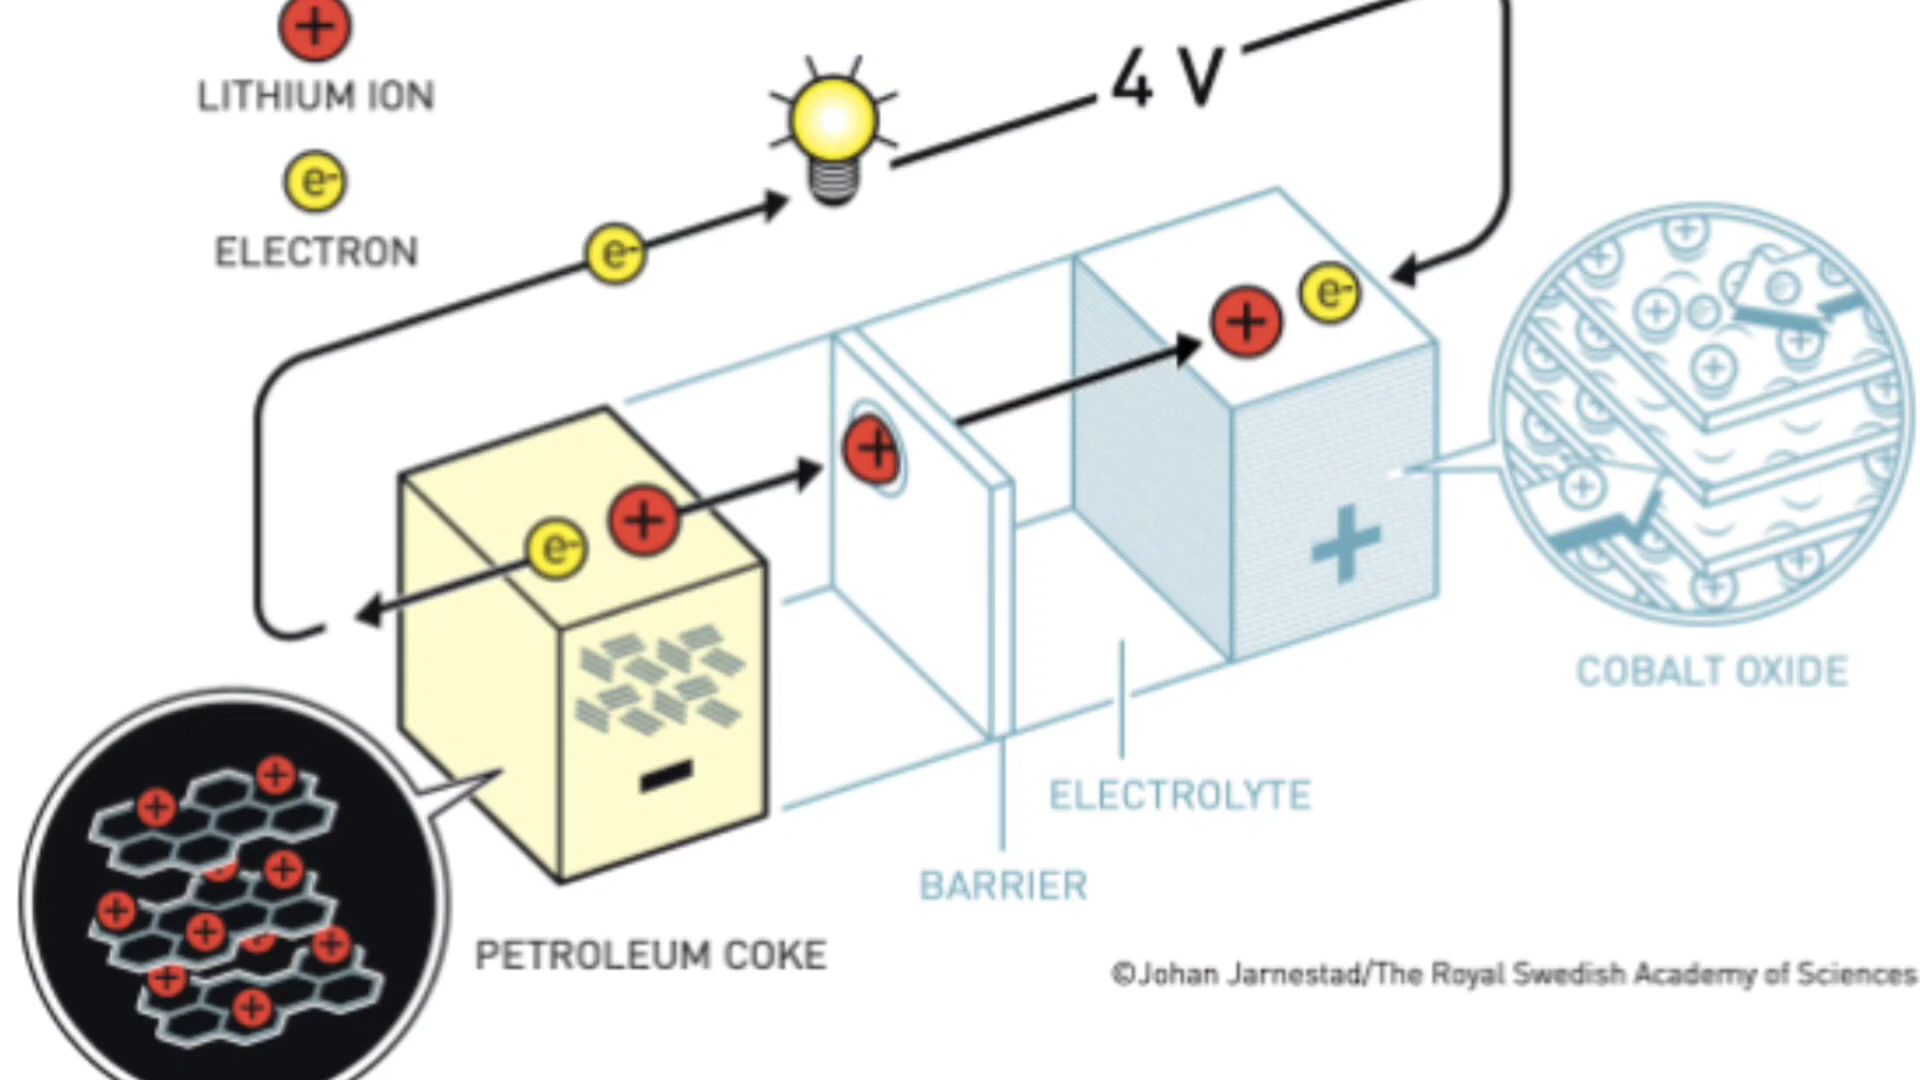 +
LITHIUM ION
e-
ELECTRON
e-
4 V
+
e-
+
e-
+
+
-
COBALT OXIDE
ELECTROLYTE
BARRIER
PETROLEUM COKE
©Johan Jarnestad/The Royal Swedish Academy of Sciences